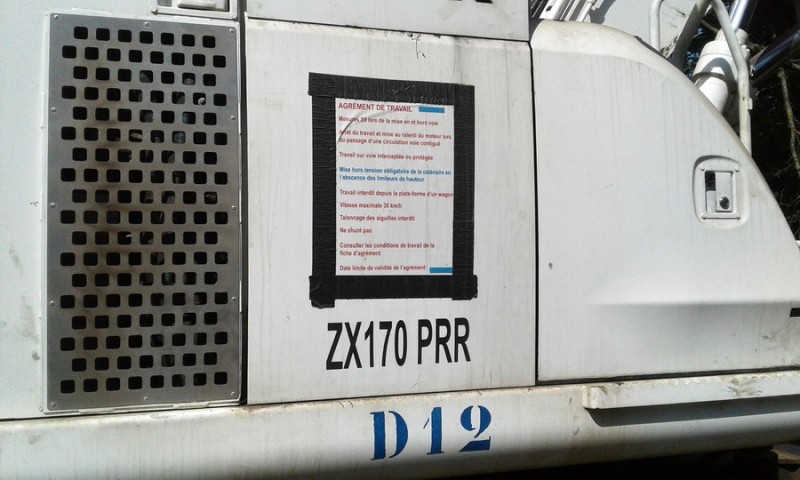 AGRÉMENT DE TRAVAIL
Mesures 29 lors de la mise en et hors voie
Arrêt du travail et mise au ralenti du moteur lors
du passage d'une circulation voie contiguë
Travail sur voie interceptée ou protégée
Mise hors tension obligatoire de la caténaire en
l'abscence des limiteurs de hauteur
Travail interdit depuis la plate-forme d'un wagon
Vitesse maximale 30 km/h
Talonnage des aiguilles interdit
Ne shunt pas
Consulter les conditions de travail de la
fiche d'agrément
Date limite de validité de l'agrément
ZX170 PRR
D12